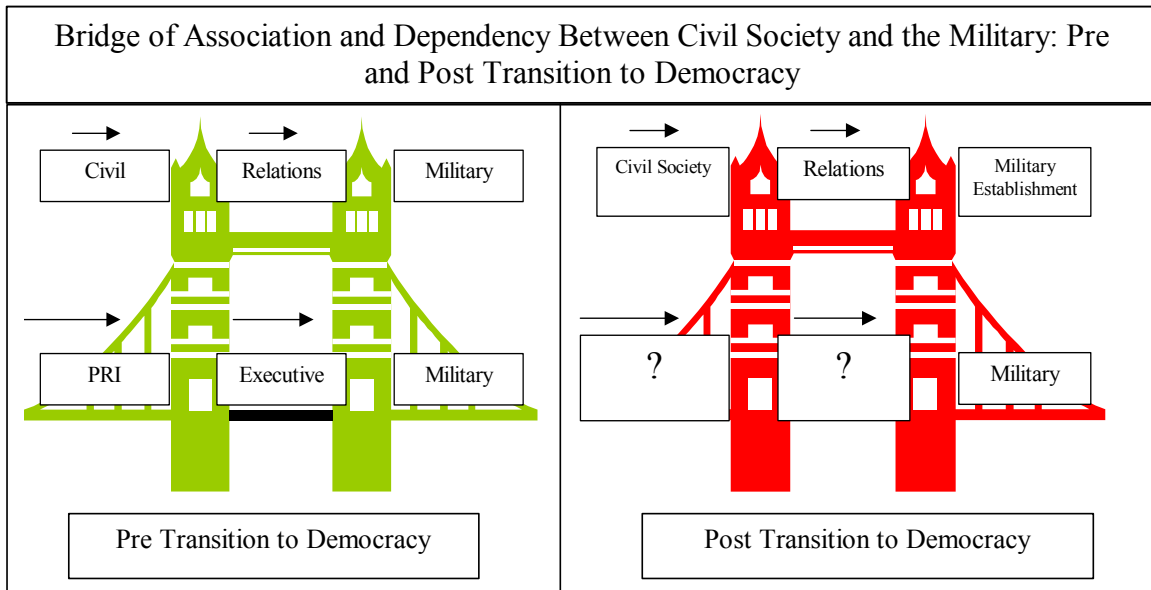 Bridge of Association and Dependency Between Civil Society and the Military: Pre
and Post Transition to Democracy
Civil
Relations
Military
PRI
Executive
Military
Pre Transition to Democracy
Civil Society
Relations
Military
Establishment
?
?
Military
Post Transition to Democracy